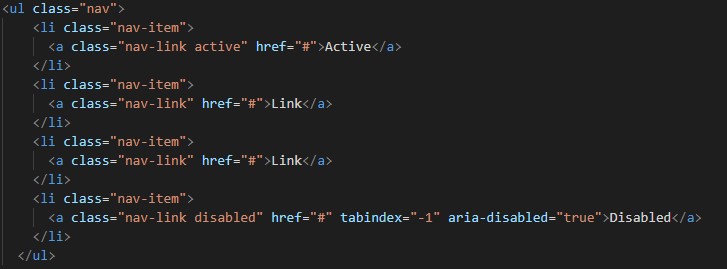 <ul class="nav">
<li class="nav-item">
<a class="nav-link active" href="#">Active</a>
</li>
<li class="nav-item">
<a class="nav-link" href="#">Link</a>
</li>
<li class="nav-item">
<a class="nav-link" href="#">Link</a>
</li>
<li class="nav-item">
<a class="nav-link disabled" href="#" tabindex="-1" aria-disabled="true">Disabled</a>
</li>
</ul>